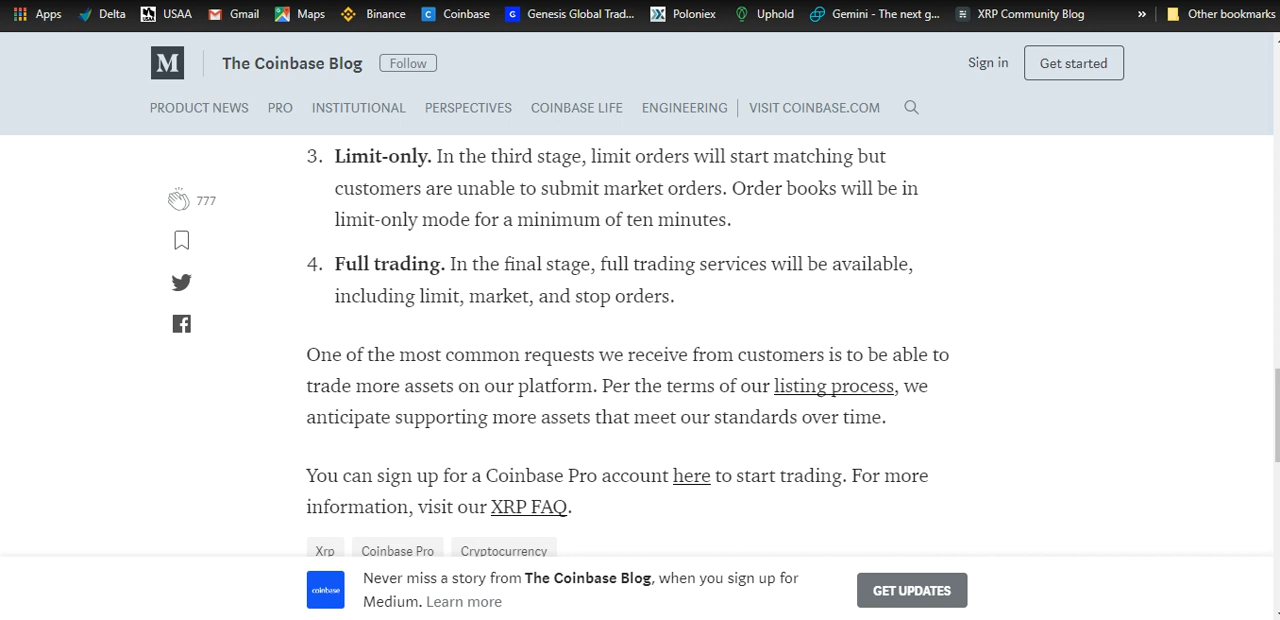 Apps Delta USAA Gmail Maps Binance Coinbase Genesis Global Trad... Poloniex Uphold Gemini - The next g... XRP Community Blog » Other bookmarks
M The Coinbase Blog Follow Sign in Get started
PRODUCT NEWS PRO INSTITUTIONAL PERSPECTIVES COINBASE LIFE ENGINEERING VISIT COINBASE.COM
3. Limit-only. In the third stage, limit orders will start matching but
customers are unable to submit market orders. Order books will be in
limit-only mode for a minimum of ten minutes.
777
4. Full trading. In the final stage, full trading services will be available,
including limit, market, and stop orders.
One of the most common requests we receive from customers is to be able to
trade more assets on our platform. Per the terms of our listing process, we
anticipate supporting more assets that meet our standards over time.
You can sign up for a Coinbase Pro account here to start trading. For more
information, visit our XRP FAQ.
Xrp Coinbase Pro Cryptocurrency
coinbase
Never miss a story from The Coinbase Blog, when you sign up for
Medium. Learn more
GET UPDATES